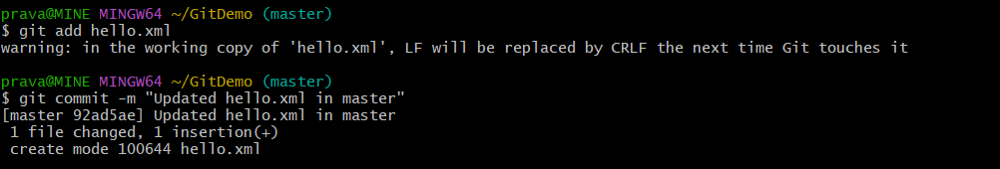 prava@MINE MINGW64 ~/GitDemo (master)
$ git add hello.xml
warning: in the working copy of 'hello.xml', LF will be replaced by CRLF the next time Git touches it
prava@MINE MINGW64 ~/GitDemo (master)
$ git commit -m "Updated hello.xml in master"
[master 92ad5ae] Updated hello.xml in master
 1 file changed, 1 insertion(+)
 create mode 100644 hello.xml